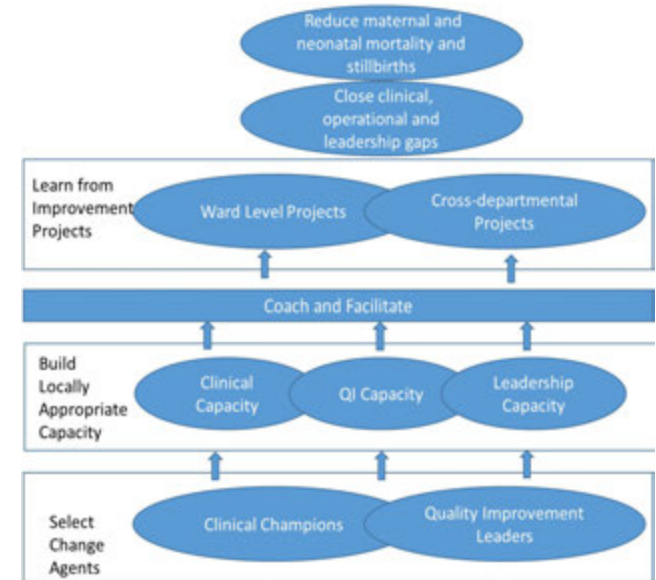 Reduce maternal and
neonatal mortality and
stillbirths
Close clinical,
operational and
leadership gaps
Learn from
Improvement
Projects
Ward Level Projects
Cross-departmental
Projects
Coach and Facilitate
Build
Locally
Appropriate
Capacity
Clinical
Capacity
QI Capacity
Leadership
Capacity
Select
Change
Agents
Clinical Champions
Quality Improvement
Leaders